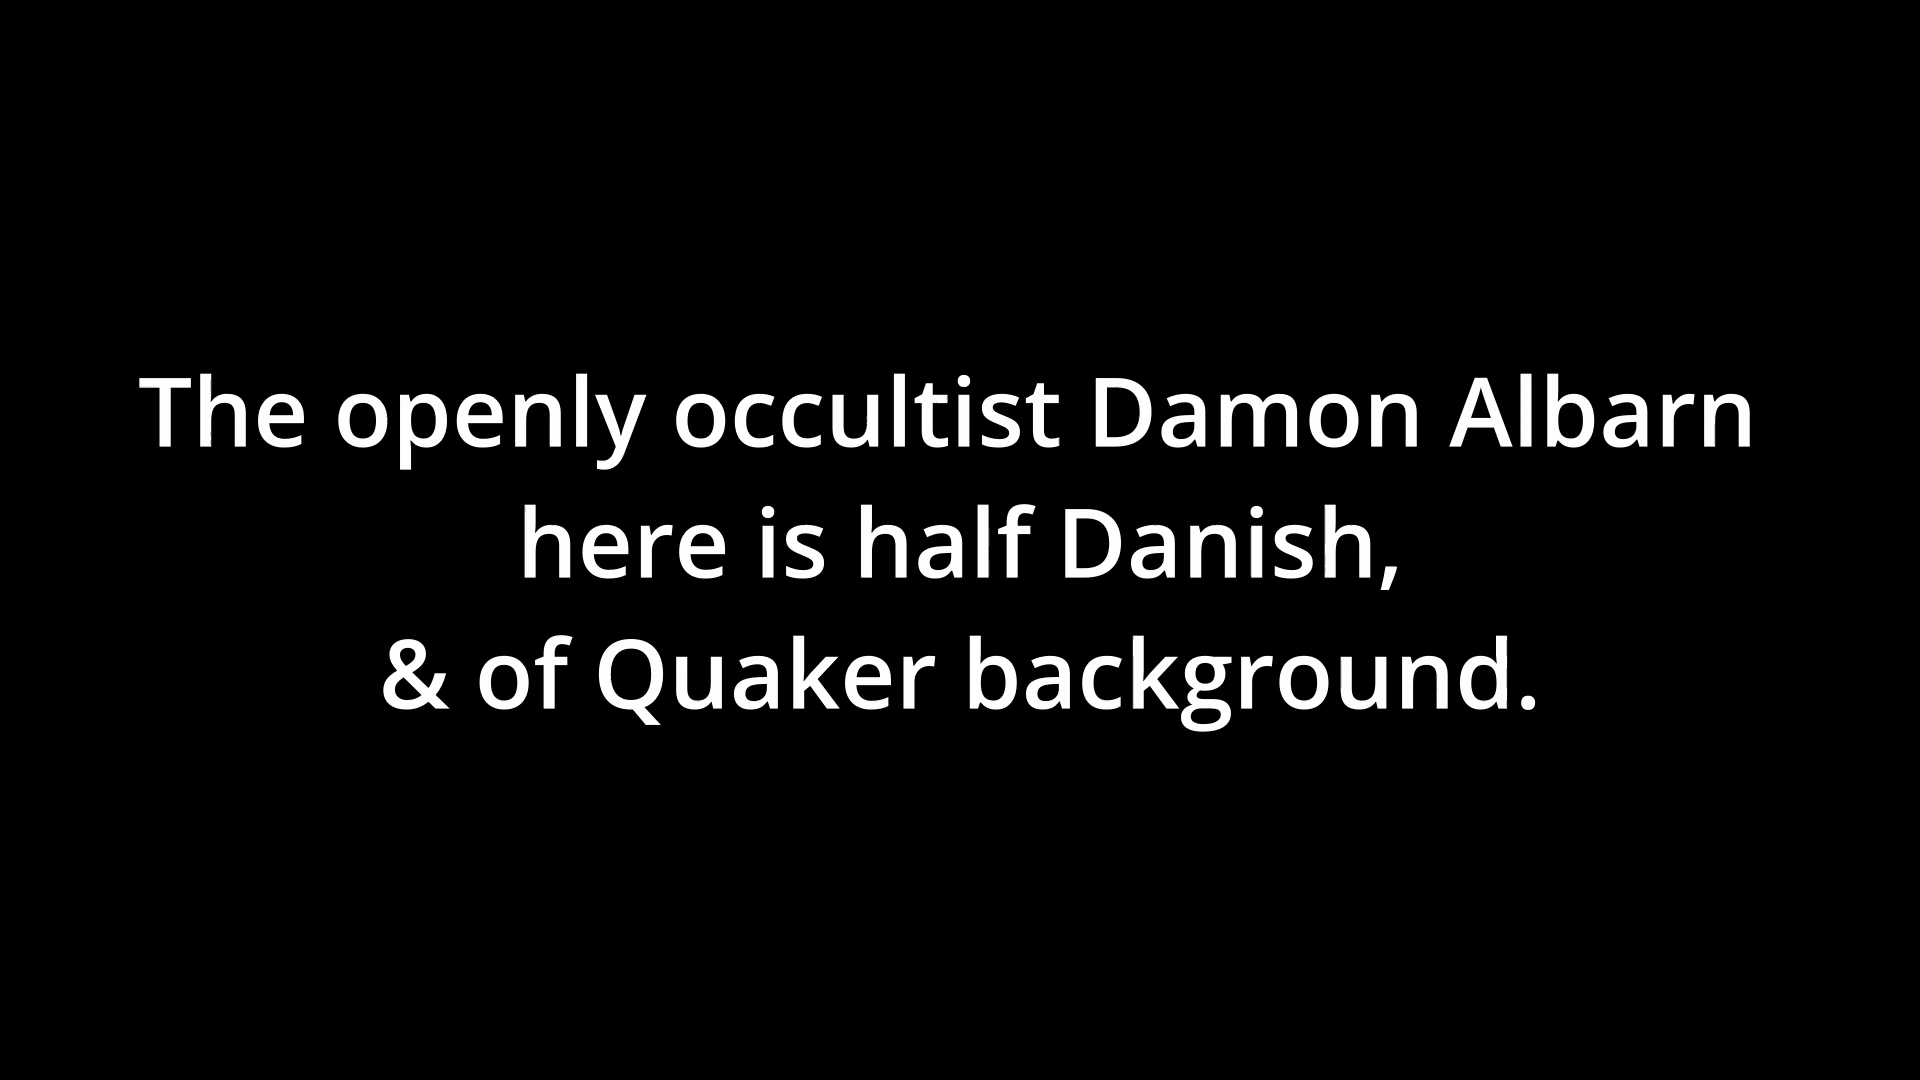 The openly occultist Damon Albarn
here is half Danish,
& of Quaker background.